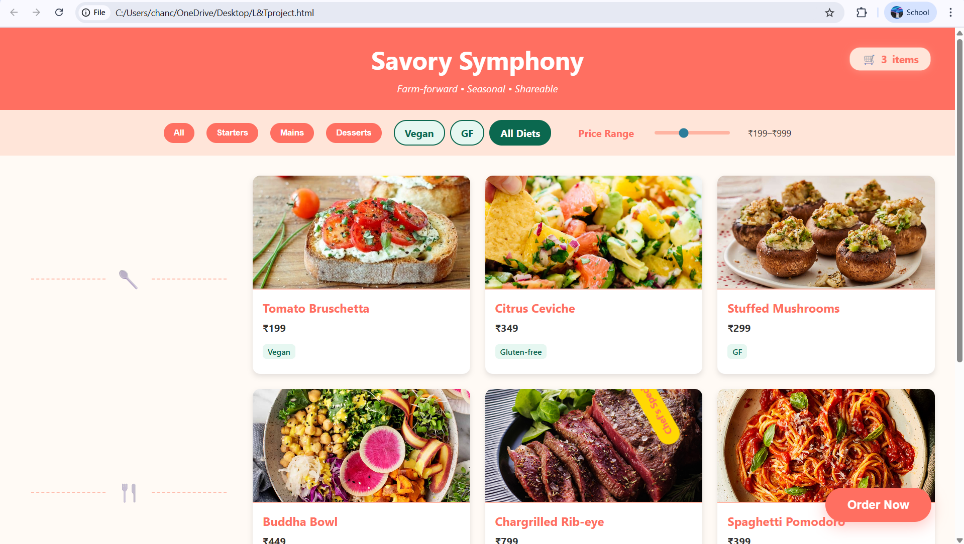 File C:/Users/chanc/OneDrive/Desktop/L&Tproject.html School
Savory Symphony
Farm-forward • Seasonal • Shareable
3 items
All Starters Mains Desserts Vegan GF All Diets Price Range ₹199–₹999
Tomato Bruschetta
₹199
Vegan
Citrus Ceviche
₹349
Gluten-free
Stuffed Mushrooms
₹299
GF
Buddha Bowl
₹449
Chef's
Chargrilled Rib-eye
₹799
Spaghetti Pomodoro
₹399
Order Now